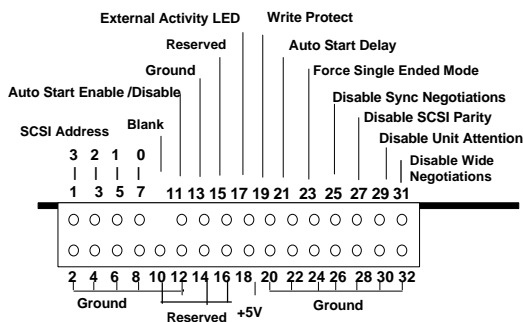 External Activity LED
Write Protect
Reserved
Auto Start Delay
Ground
Force Single Ended Mode
Auto Start Enable /Disable
Disable Sync Negotiations
SCSI Address
Blank
Disable SCSI Parity
Disable Unit Attention
3 2 1 0
Disable Wide
Negotiations
1 3 5 7 11 13 15 17 19 21 23 25 27 29 31
2 4 6 8 10 12 14 16 18 20 22 24 26 28 30 32
Ground
Reserved
+5V
Ground